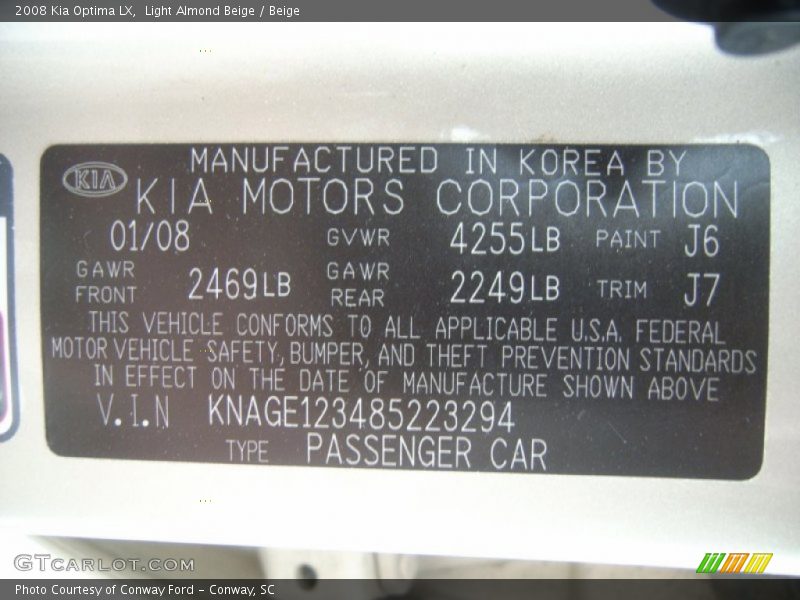 2008 Kia Optima LX, Light Almond Beige / Beige
MANUFACTURED IN KOREA BY
KIA KIA MOTORS CORPORATION
01/08 GVWR 4255LB PAINT J6
GAWR FRONT 2469LB GAWR REAR 2249LB TRIM J7
THIS VEHICLE CONFORMS TO ALL APPLICABLE U.S.A. FEDERAL
MOTOR VEHICLE SAFETY, BUMPER, AND THEFT PREVENTION STANDARDS
IN EFFECT ON THE DATE OF MANUFACTURE SHOWN ABOVE
V.I.N KNAGE123485223294
TYPE PASSENGER CAR
GTCARLOT.COM
Photo Courtesy of Conway Ford - Conway, SC